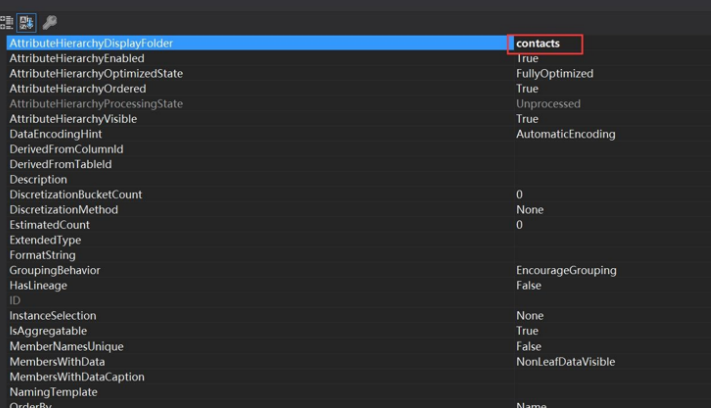 AttributeHierarchyDisplayFolder contacts
AttributeHierarchyEnabled True
AttributeHierarchyOptimizedState FullyOptimized
AttributeHierarchyOrdered True
AttributeHierarchyProcessingState Unprocessed
AttributeHierarchyVisible True
DataEncodingHint AutomaticEncoding
DerivedFromColumnId
DerivedFromTableId
Description
DiscretizationBucketCount 0
DiscretizationMethod None
EstimatedCount 0
ExtendedType
FormatString
GroupingBehavior EncourageGrouping
HasLineage False
ID
InstanceSelection None
IsAggregatable True
MemberNamesUnique False
MembersWithData NonLeafDataVisible
MembersWithDataCaption
NamingTemplate
OrderBy Name